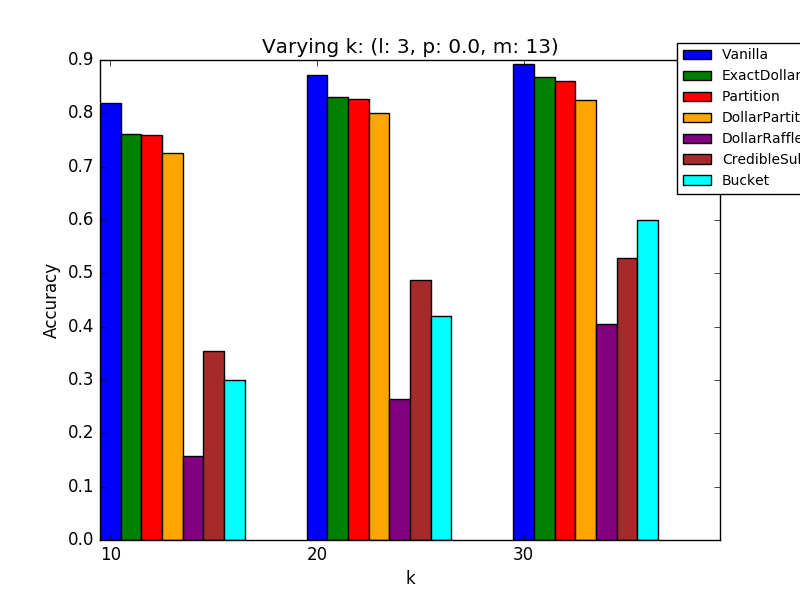 Varying k: (l: 3, p: 0.0, m: 13)
Vanilla
ExactDollar
Partition
DollarPartit
DollarRaffle
CredibleSul
Bucket
0.9
0.8
0.7
0.6
0.5
0.4
0.3
0.2
0.1
0.0
Accuracy
10 20 30
k